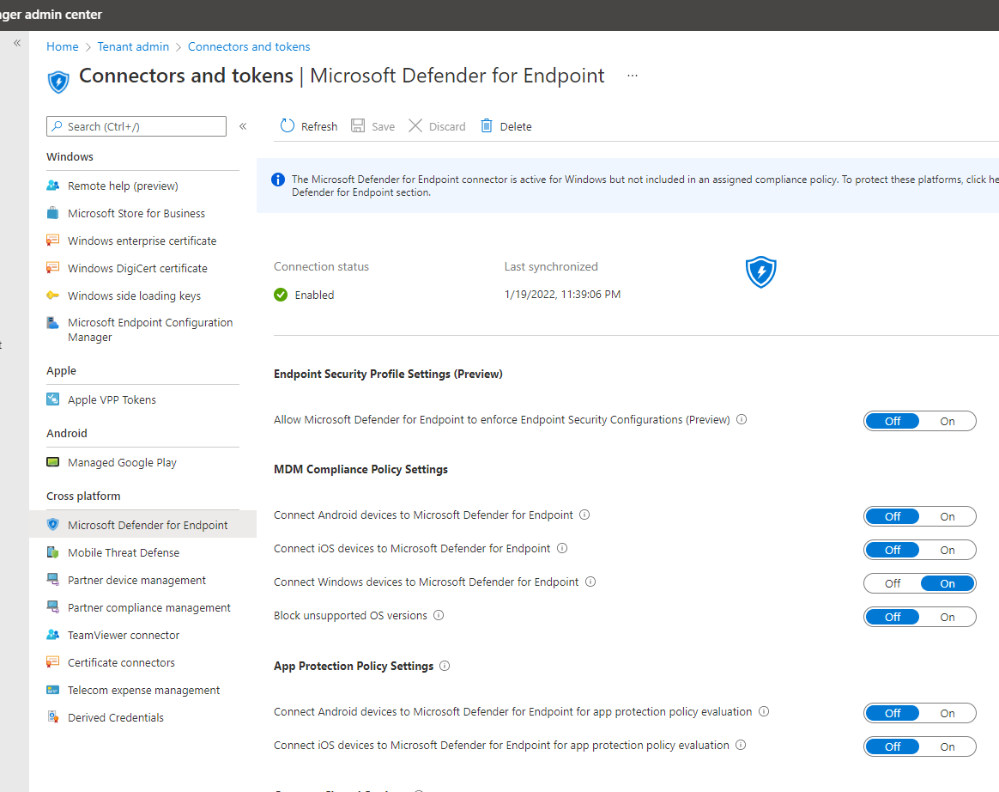 ger admin center
«
Home > Tenant admin > Connectors and tokens
Connectors and tokens | Microsoft Defender for Endpoint ...
Search (Ctrl+/) «
Refresh Save Discard Delete
Windows
Remote help (preview)
Microsoft Store for Business
Windows enterprise certificate
Windows DigiCert certificate
Windows side loading keys
Microsoft Endpoint Configuration
Manager
Apple
Apple VPP Tokens
Android
Managed Google Play
Cross platform
Microsoft Defender for Endpoint
Mobile Threat Defense
Partner device management
Partner compliance management
TeamViewer connector
Certificate connectors
Telecom expense management
Derived Credentials
The Microsoft Defender for Endpoint connector is active for Windows but not included in an assigned compliance policy. To protect these platforms, click he
Defender for Endpoint section.
Connection status Last synchronized
Enabled 1/19/2022, 11:39:06 PM
Endpoint Security Profile Settings (Preview)
Allow Microsoft Defender for Endpoint to enforce Endpoint Security Configurations (Preview) Off On
MDM Compliance Policy Settings
Connect Android devices to Microsoft Defender for Endpoint Off On
Connect iOS devices to Microsoft Defender for Endpoint Off On
Connect Windows devices to Microsoft Defender for Endpoint Off On
Block unsupported OS versions Off On
App Protection Policy Settings
Connect Android devices to Microsoft Defender for Endpoint for app protection policy evaluation Off On
Connect iOS devices to Microsoft Defender for Endpoint for app protection policy evaluation Off On